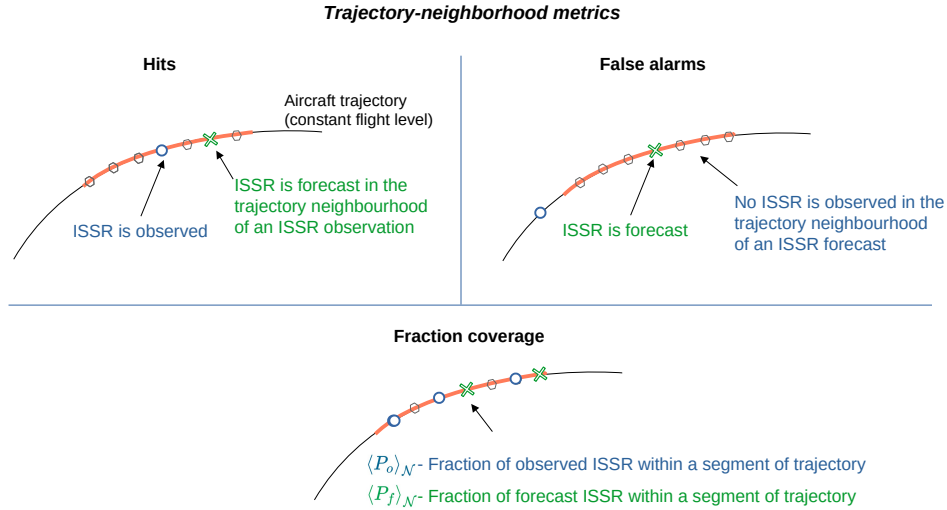 Trajectory-neighborhood metrics
Hits
False alarms
Aircraft trajectory
(constant flight level)
ISSR is observed
ISSR is forecast in the
trajectory neighbourhood
of an ISSR observation
ISSR is forecast
No ISSR is observed in the
trajectory neighbourhood
of an ISSR forecast
Fraction coverage
⟨P_o⟩_𝒩 - Fraction of observed ISSR within a segment of trajectory
⟨P_f⟩_𝒩 - Fraction of forecast ISSR within a segment of trajectory